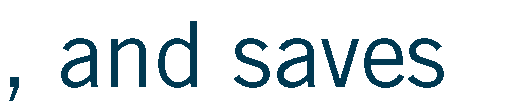 , and saves